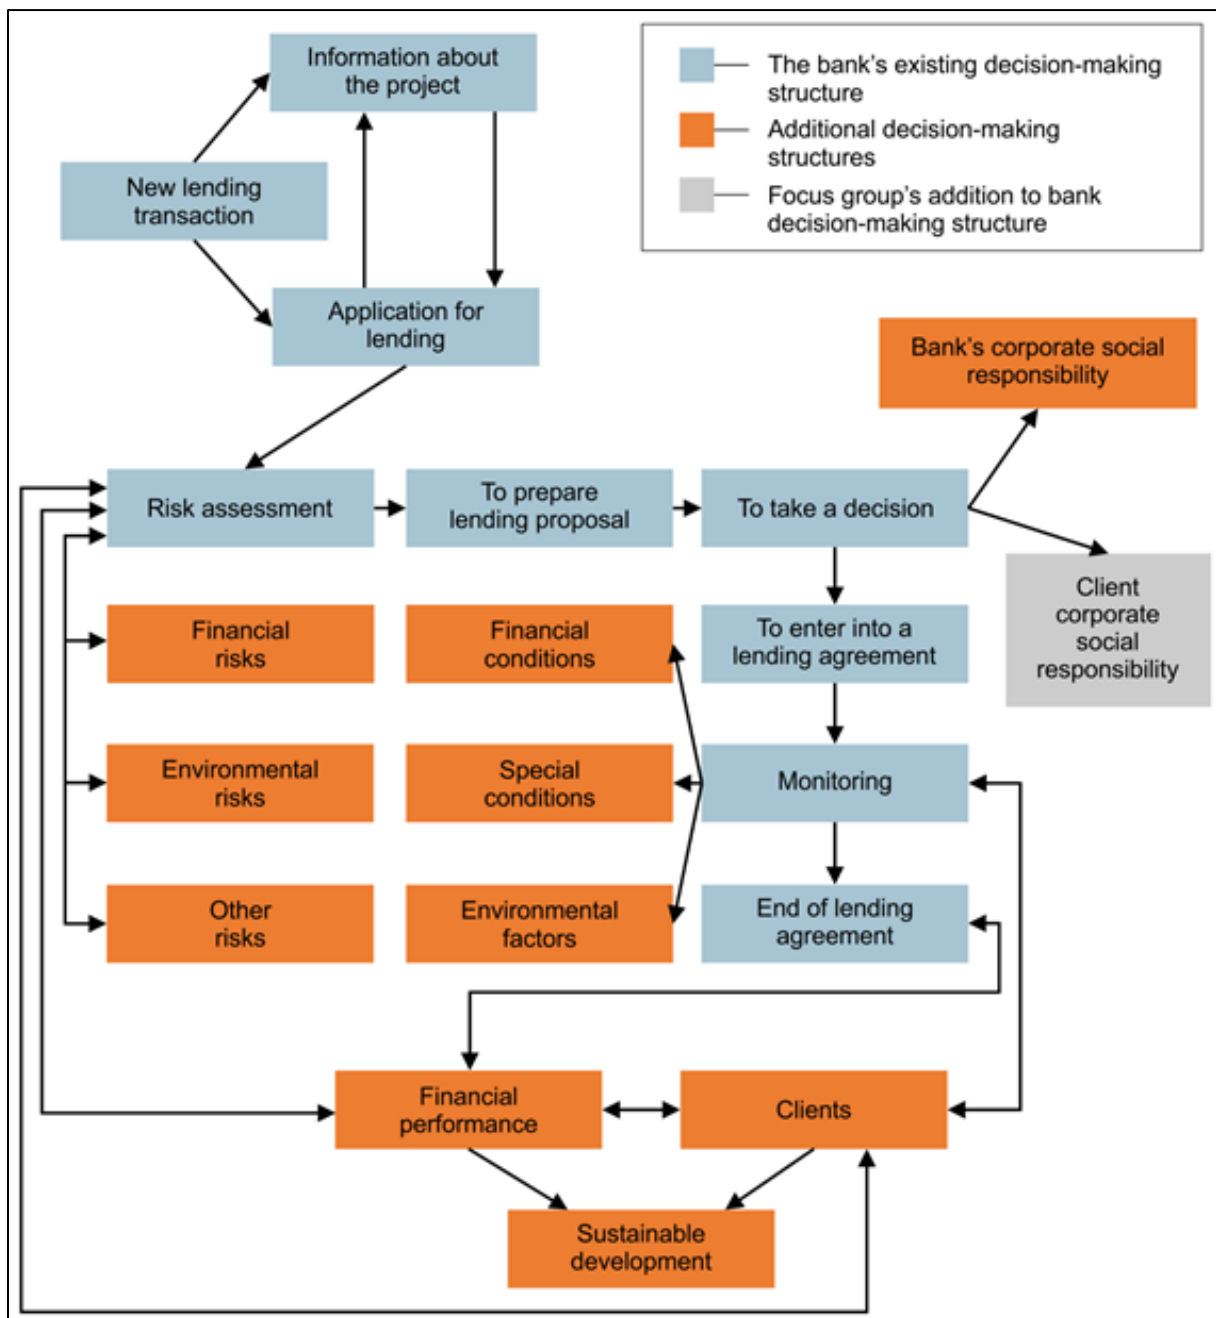 Information about
the project
The bank's existing decision-making
structure
Additional decision-making
structures
Focus group's addition to bank
decision-making structure
New lending
transaction
Application for
lending
Bank's corporate social
responsibility
Risk assessment
To prepare
lending proposal
To take a decision
Client
corporate
social
responsibility
Financial
risks
Financial
conditions
To enter into a
lending agreement
Environmental
risks
Special
conditions
Monitoring
Other
risks
Environmental
factors
End of lending
agreement
Financial
performance
Clients
Sustainable
development